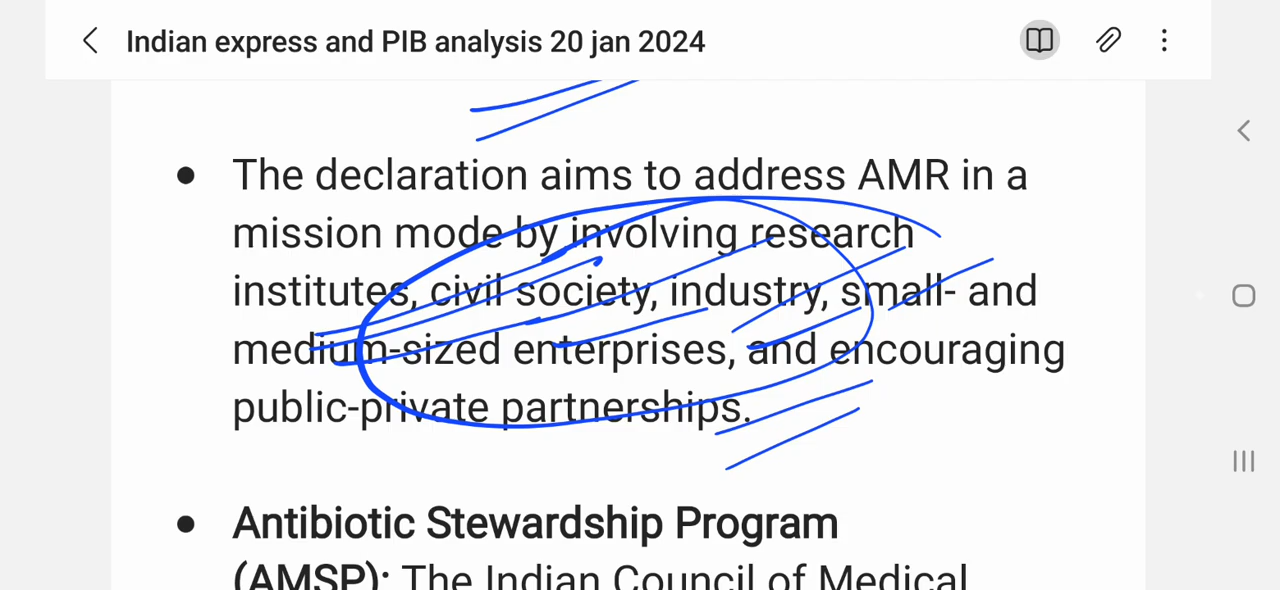 Indian express and PIB analysis 20 jan 2024
● The declaration aims to address AMR in a
mission mode by involving research
institutes, civil society, industry, small- and
medium-sized enterprises, and encouraging
public-private partnerships.
● Antibiotic Stewardship Program
(AMSP): The Indian Council of Medical